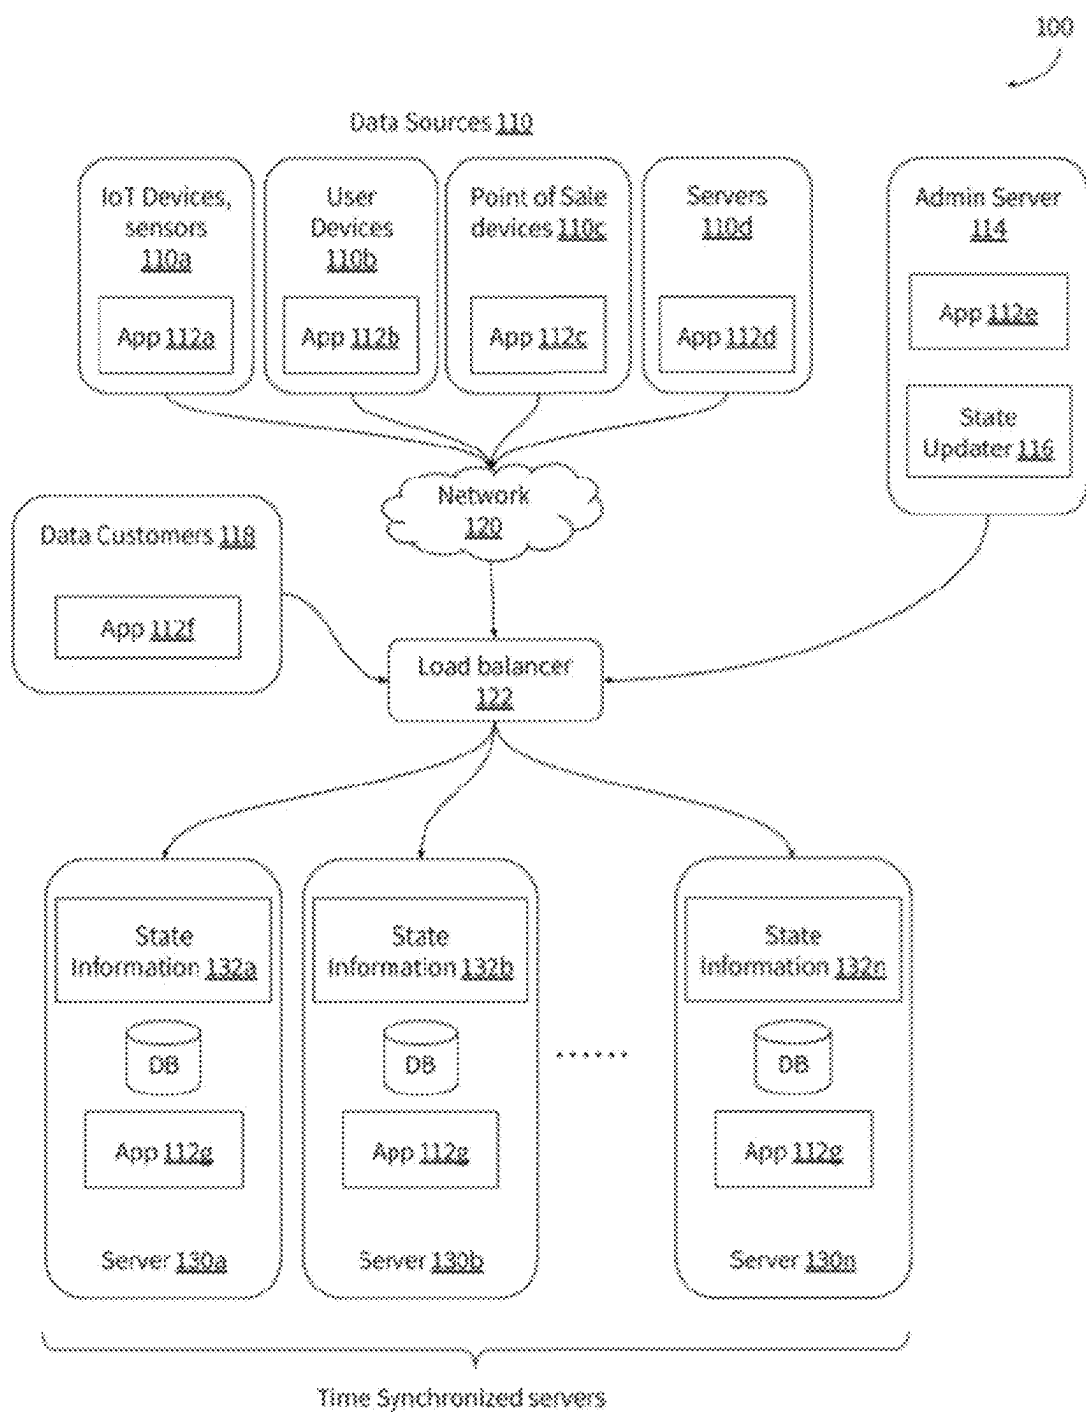 100
Data Sources 110
IoT Devices,
sensors
110a
App 112a
User
Devices
110b
App 112b
Point of Sale
devices 110c
App 112c
Servers
110d
App 112d
Admin Server
114
App 112e
State
Updater 116
Network
120
Data Customers 118
App 112f
Load balancer
122
State
Information 132a
DB
App 112g
Server 130a
State
Information 132b
DB
App 112g
Server 130b
......
State
Information 132n
DB
App 112g
Server 130n
Time Synchronized servers